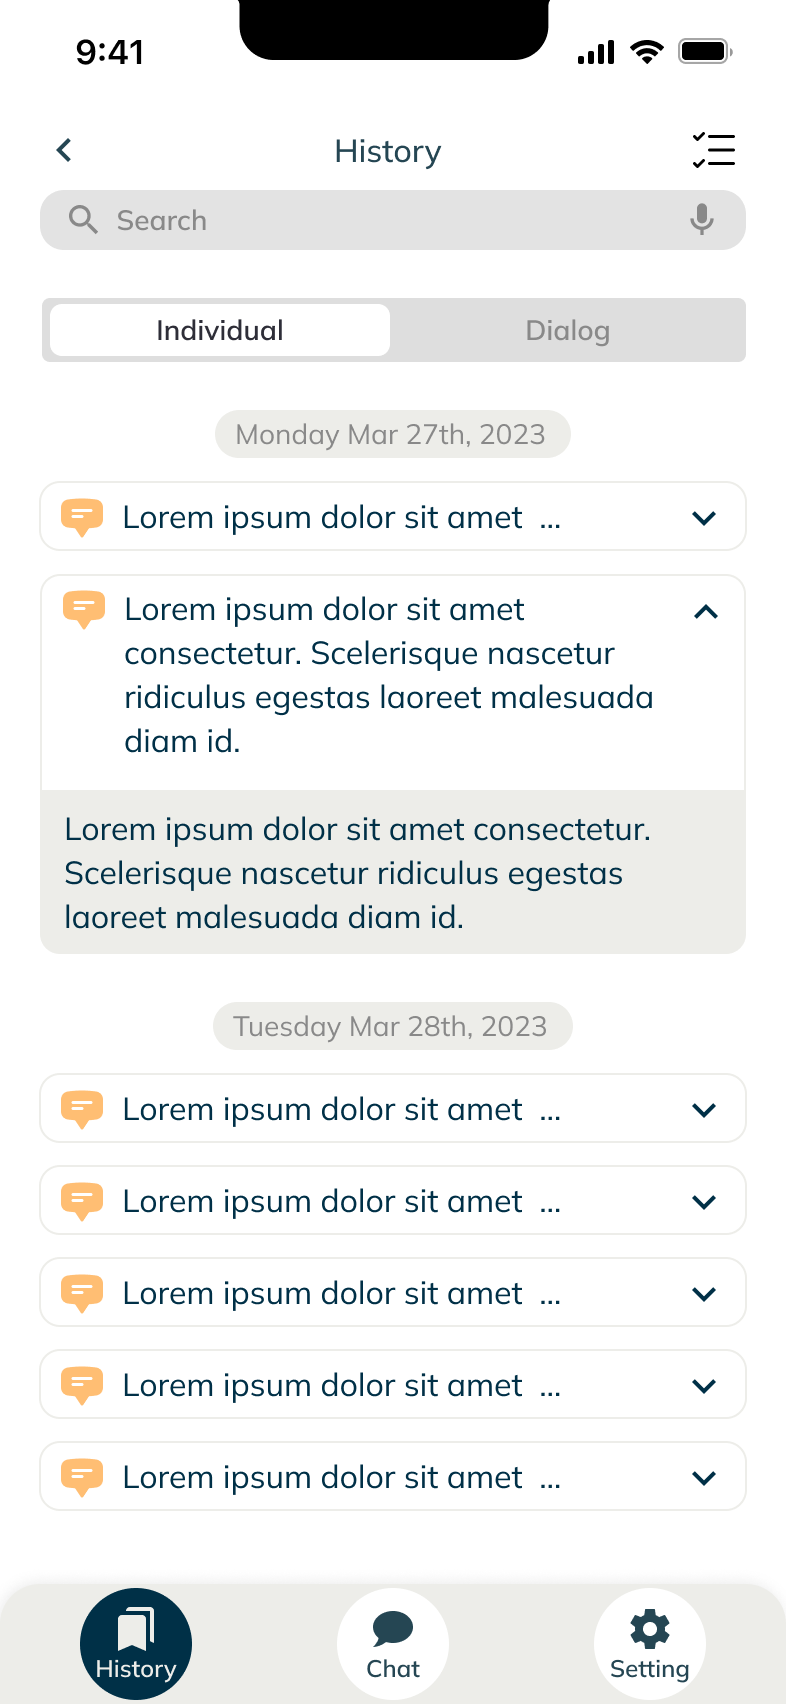 9:41
History
Search
Individual
Dialog
Monday Mar 27th, 2023
Lorem ipsum dolor sit amet ...
Lorem ipsum dolor sit amet
consectetur. Scelerisque nascetur
ridiculus egestas laoreet malesuada
diam id.
Lorem ipsum dolor sit amet consectetur.
Scelerisque nascetur ridiculus egestas
laoreet malesuada diam id.
Tuesday Mar 28th, 2023
Lorem ipsum dolor sit amet ...
Lorem ipsum dolor sit amet ...
Lorem ipsum dolor sit amet ...
Lorem ipsum dolor sit amet ...
Lorem ipsum dolor sit amet ...
History
Chat
Setting